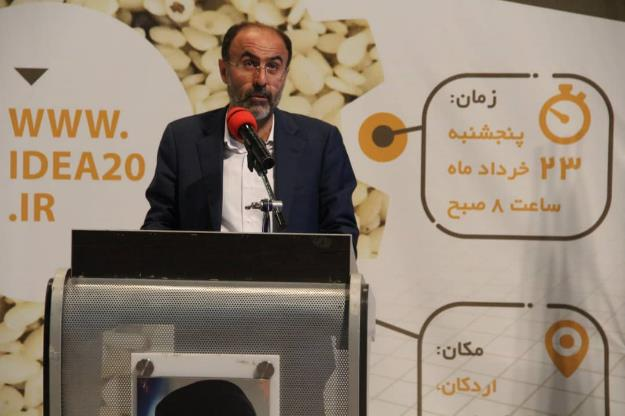 WWW.
IDEA20
.IR
زمان:
پنجشنبه
۲۳ خرداد ماه
ساعت ۸ صبح
مکان:
اردکان،